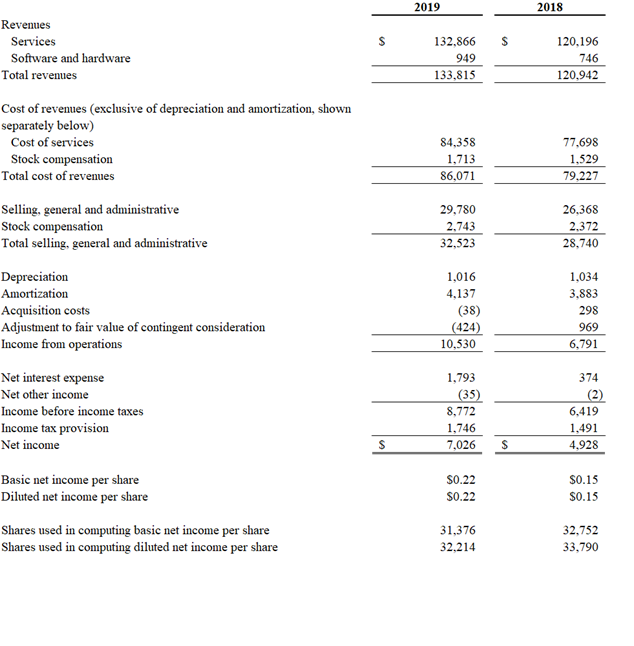 2019 2018
Revenues
Services $ 132,866 $ 120,196
Software and hardware 949 746
Total revenues 133,815 120,942
Cost of revenues (exclusive of depreciation and amortization, shown
separately below)
Cost of services 84,358 77,698
Stock compensation 1,713 1,529
Total cost of revenues 86,071 79,227
Selling, general and administrative 29,780 26,368
Stock compensation 2,743 2,372
Total selling, general and administrative 32,523 28,740
Depreciation 1,016 1,034
Amortization 4,137 3,883
Acquisition costs (38) 298
Adjustment to fair value of contingent consideration (424) 969
Income from operations 10,530 6,791
Net interest expense 1,793 374
Net other income (35) (2)
Income before income taxes 8,772 6,419
Income tax provision 1,746 1,491
Net income $ 7,026 $ 4,928
Basic net income per share $0.22 $0.15
Diluted net income per share $0.22 $0.15
Shares used in computing basic net income per share 31,376 32,752
Shares used in computing diluted net income per share 32,214 33,790